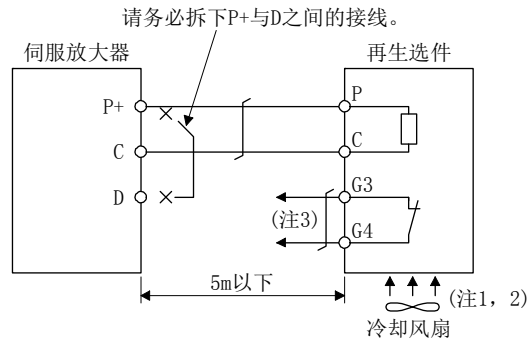 请务必拆下P+与D之间的接线。
伺服放大器
再生选件
P+
P
C
C
D
G3
(注3)
G4
5m以下
(注1，2)
冷却风扇